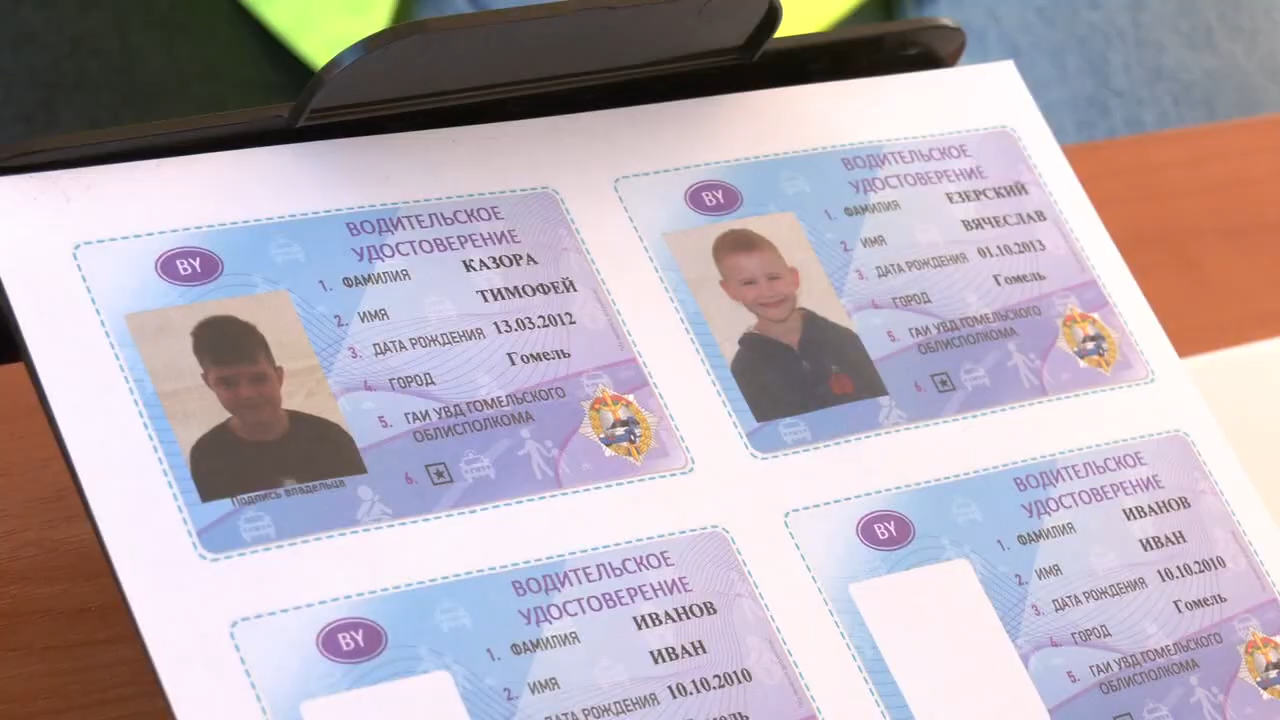 BY
ВОДИТЕЛЬСКОЕ
УДОСТОВЕРЕНИЕ
1. ФАМИЛИЯ КАЗОРА
2. ИМЯ ТИМОФЕЙ
3. ДАТА РОЖДЕНИЯ 13.03.2012
4. ГОРОД Гомель
5. ГАИ УВД ГОМЕЛЬСКОГО
ОБЛИСПОЛКОМА
6.
Подпись владельца
BY
ВОДИТЕЛЬСКОЕ
УДОСТОВЕРЕНИЕ
1. ФАМИЛИЯ ЕЗЕРСКИЙ
2. ИМЯ ВЯЧЕСЛАВ
3. ДАТА РОЖДЕНИЯ 01.10.2013
4. ГОРОД Гомель
5. ГАИ УВД ГОМЕЛЬСКОГО
ОБЛИСПОЛКОМА
6.
BY
ВОДИТЕЛЬСКОЕ
УДОСТОВЕРЕНИЕ
1. ФАМИЛИЯ ИВАНОВ
2. ИМЯ ИВАН
ДАТА РОЖДЕНИЯ 10.10.2010
Гомель
BY
ВОДИТЕЛЬСКОЕ
УДОСТОВЕРЕНИЕ
1. ФАМИЛИЯ ИВАНОВ
2. ИМЯ ИВАН
3. ДАТА РОЖДЕНИЯ 10.10.2010
4. ГОРОД Гомель
5. ГАИ УВД ГОМЕЛЬСКОГО
ОБЛИСПОЛКОМА